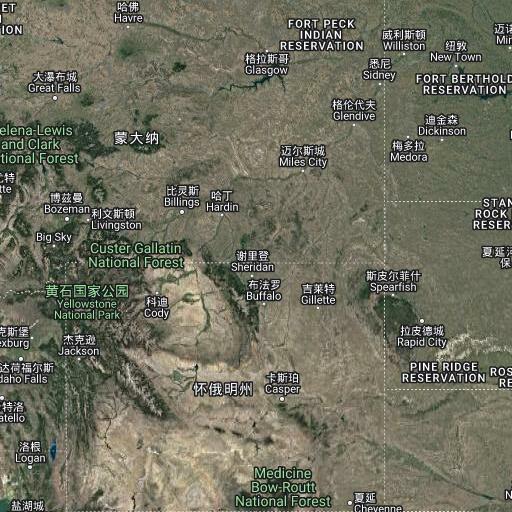 哈佛
Havre
FORT PECK
INDIAN
RESERVATION
威利斯顿
Williston
纽敦
New Town
格拉斯哥
Glasgow
悉尼
Sidney
大瀑布城
Great Falls
FORT BERTHOLD
RESERVATION
格伦代夫
Glendive
迪金森
Dickinson
蒙大纳
迈尔斯城
Miles City
梅多拉
Medora
and Clark
博兹曼
Bozeman
利文斯顿
Livingston
比灵斯
Billings
哈丁
Hardin
Big Sky
Custer Gallatin
National Forest
谢里登
Sheridan
布法罗
Buffalo
吉莱特
Gillette
斯皮尔菲什
Spearfish
黄石国家公园
Yellowstone
National Park
科迪
Cody
拉皮德城
Rapid City
杰克逊
Jackson
PINE RIDGE
RESERVATION
怀俄明州
卡斯珀
Casper
洛根
Logan
Medicine
Bow-Routt
National Forest
盐湖城
夏延
Cheyenne